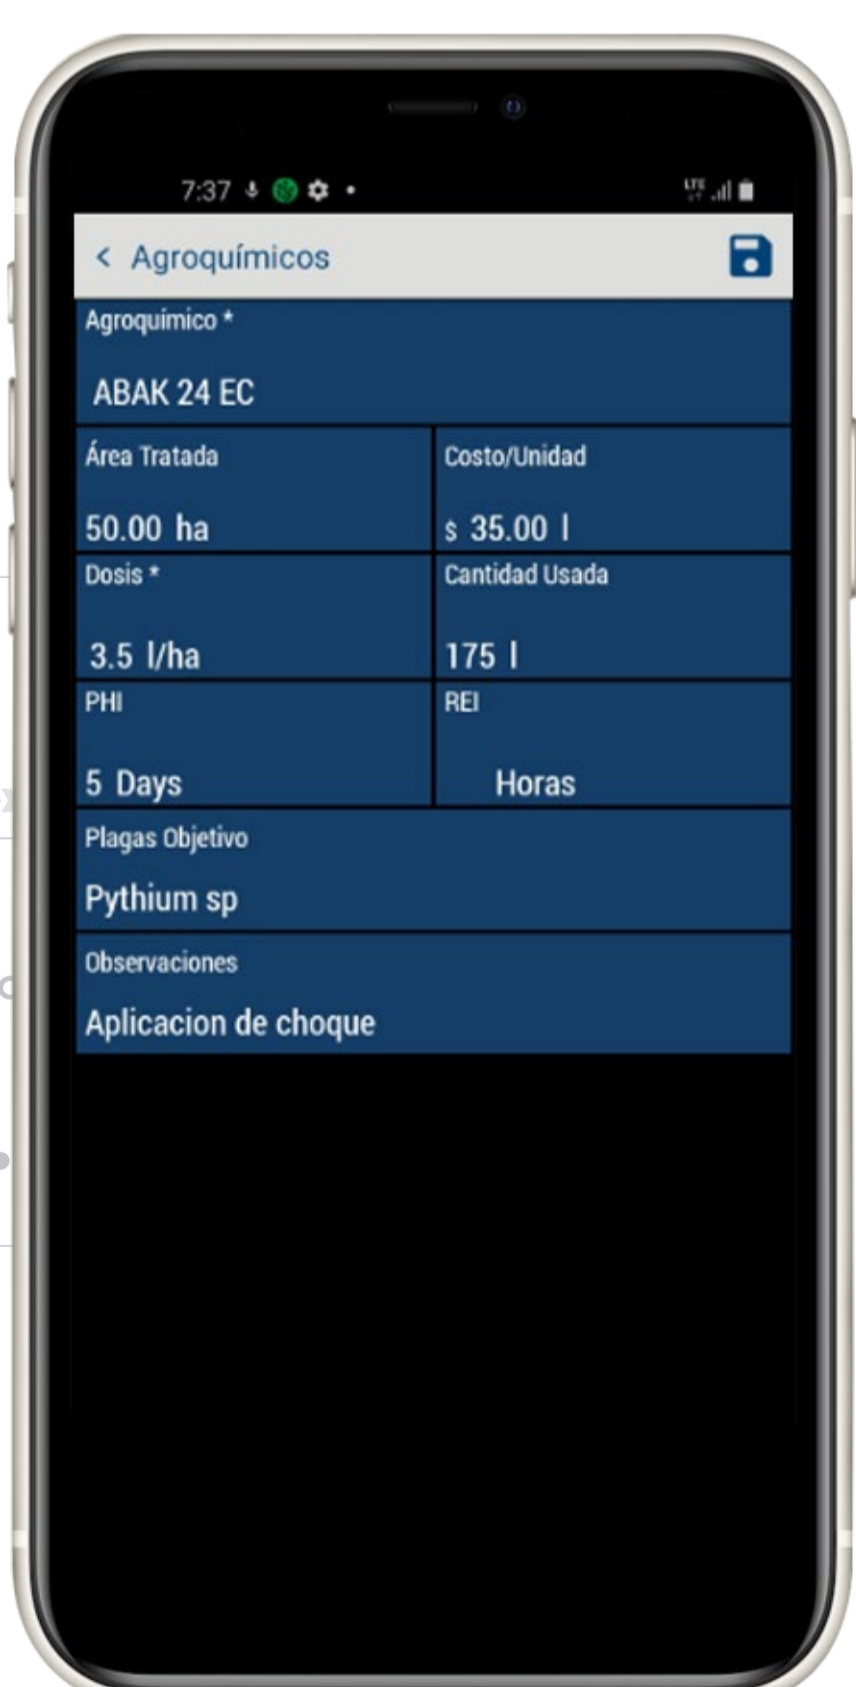 7:37
LTE
< Agroquímicos
Agroquímico *
ABAK 24 EC
Área Tratada
Costo/Unidad
50.00 ha
$ 35.00 l
Dosis *
Cantidad Usada
3.5 l/ha
175 l
PHI
REI
5 Days
Horas
Plagas Objetivo
Pythium sp
Observaciones
Aplicacion de choque